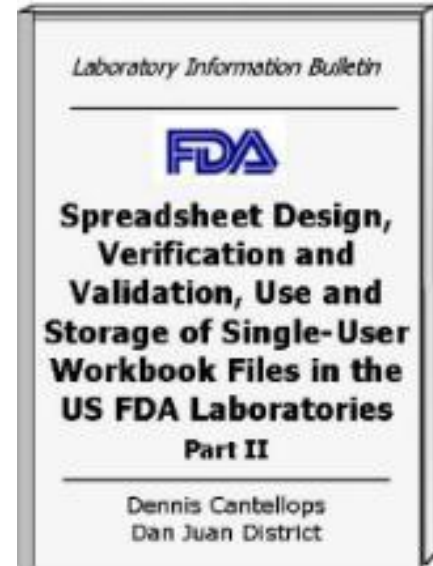 Laboratory Information Bulletin
FDA
Spreadsheet Design,
Verification and
Validation, Use and
Storage of Single-User
Workbook Files in the
US FDA Laboratories
Part II
Dennis Cantellops
Dan Juan District